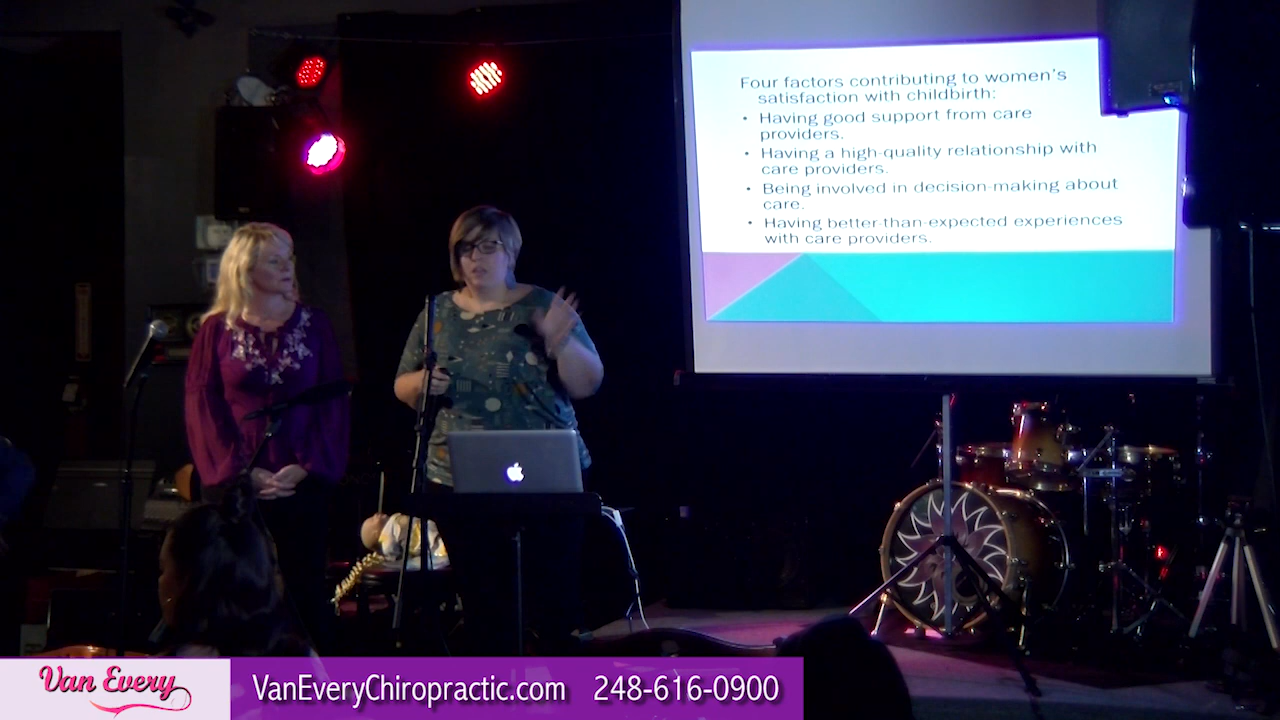 Four factors contributing to women's
satisfaction with childbirth:
• Having good support from care
providers.
• Having a high-quality relationship with
care providers.
• Being involved in decision-making about
care.
• Having better-than-expected experiences
with care providers.
Van Every
VanEveryChiropractic.com 248-616-0900